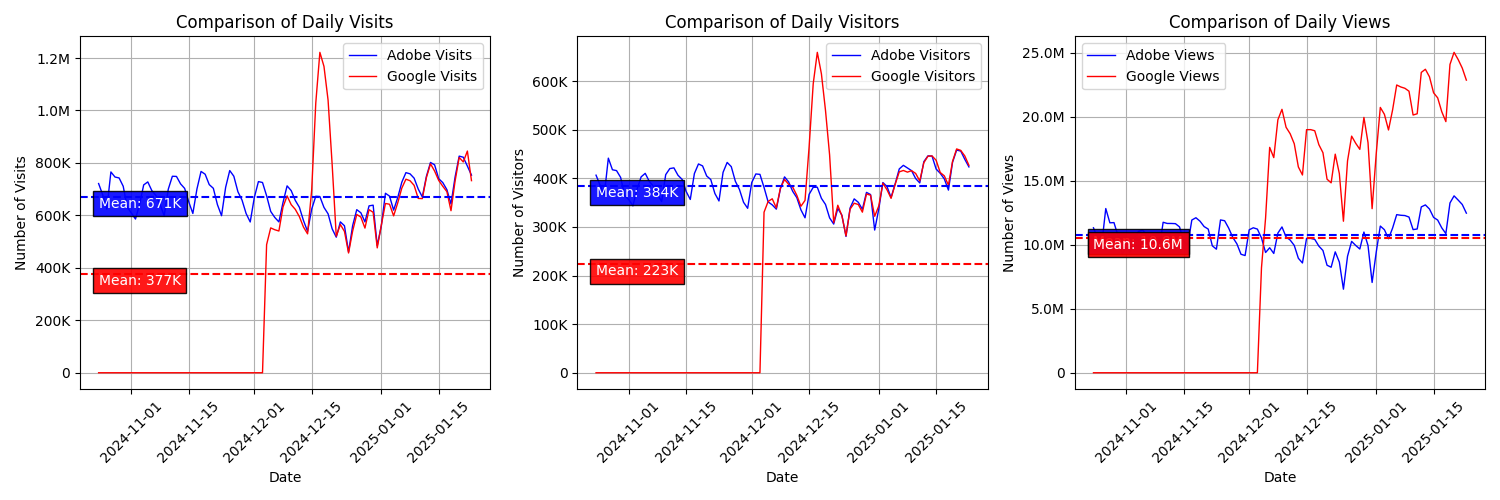 Comparison of Daily Visits
Number of Visits
1.2M
1.0M
800K
600K
400K
200K
0
Adobe Visits
Google Visits
Mean: 671K
Mean: 377K
2024-11-01
2024-11-15
2024-12-01
2024-12-15
2025-01-01
2025-01-15
Date
Comparison of Daily Visitors
Number of Visitors
600K
500K
400K
300K
200K
100K
0
Adobe Visitors
Google Visitors
Mean: 384K
Mean: 223K
2024-11-01
2024-11-15
2024-12-01
2024-12-15
2025-01-01
2025-01-15
Date
Comparison of Daily Views
Number of Views
25.0M
20.0M
15.0M
10.0M
5.0M
0
Adobe Views
Google Views
Mean: 10.6M
2024-11-01
2024-11-15
2024-12-01
2024-12-15
2025-01-01
2025-01-15
Date